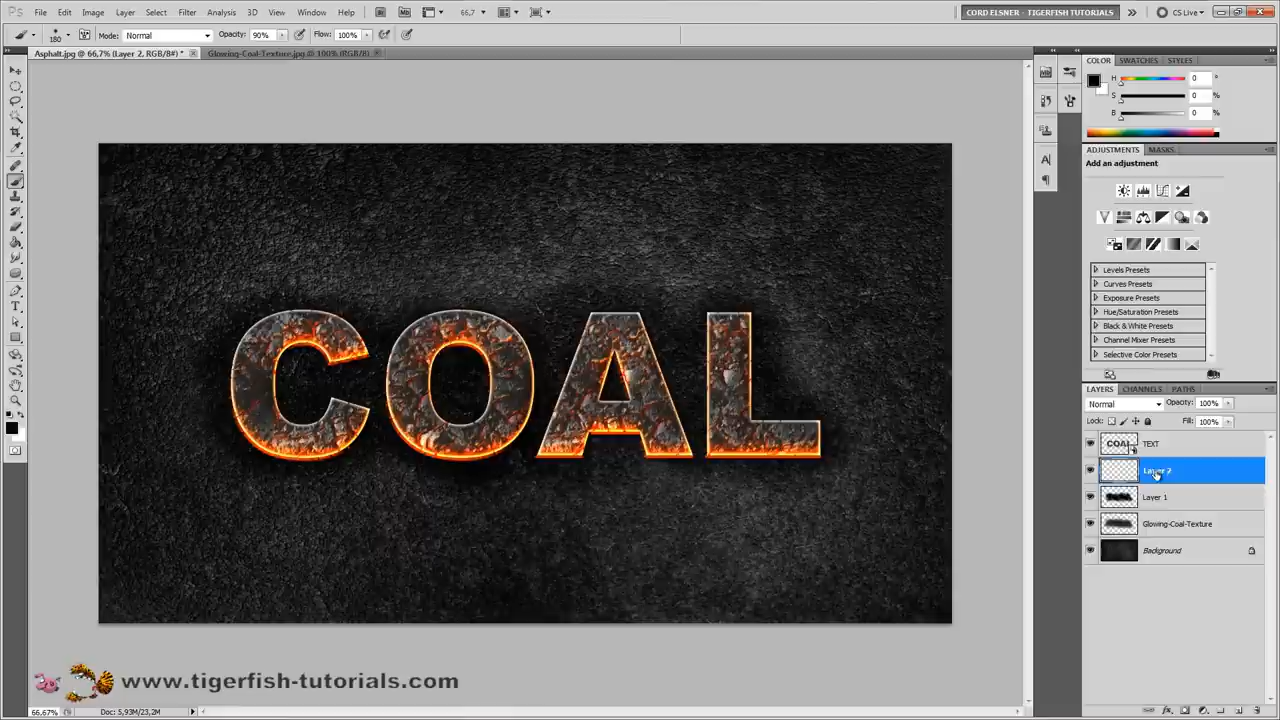 Ps File Edit Image Layer Select Filter Analysis 3D View Window Help Mb 66,7 CORD ELSNER - TIGERFISH TUTORIALS CS Live
180 Mode: Normal Opacity: 90% Flow: 100%
Asphalt.jpg @ 66,7% (Layer 2, RGB/8#) * Glowing-Coal-Texture.jpg @ 100% (RGB/8)
COLOR SWATCHES STYLES
H 0 °
S 0 %
B 0 %
ADJUSTMENTS MASKS
Add an adjustment
Levels Presets
Curves Presets
Exposure Presets
Hue/Saturation Presets
Black & White Presets
Channel Mixer Presets
Selective Color Presets
LAYERS CHANNELS PATHS
Normal Opacity: 100%
Lock: Fill: 100%
TEXT
Layer 2
Layer 1
Glowing-Coal-Texture
Background
COAL
www.tigerfish-tutorials.com
66,67% Doc: 5,93M/23,2M